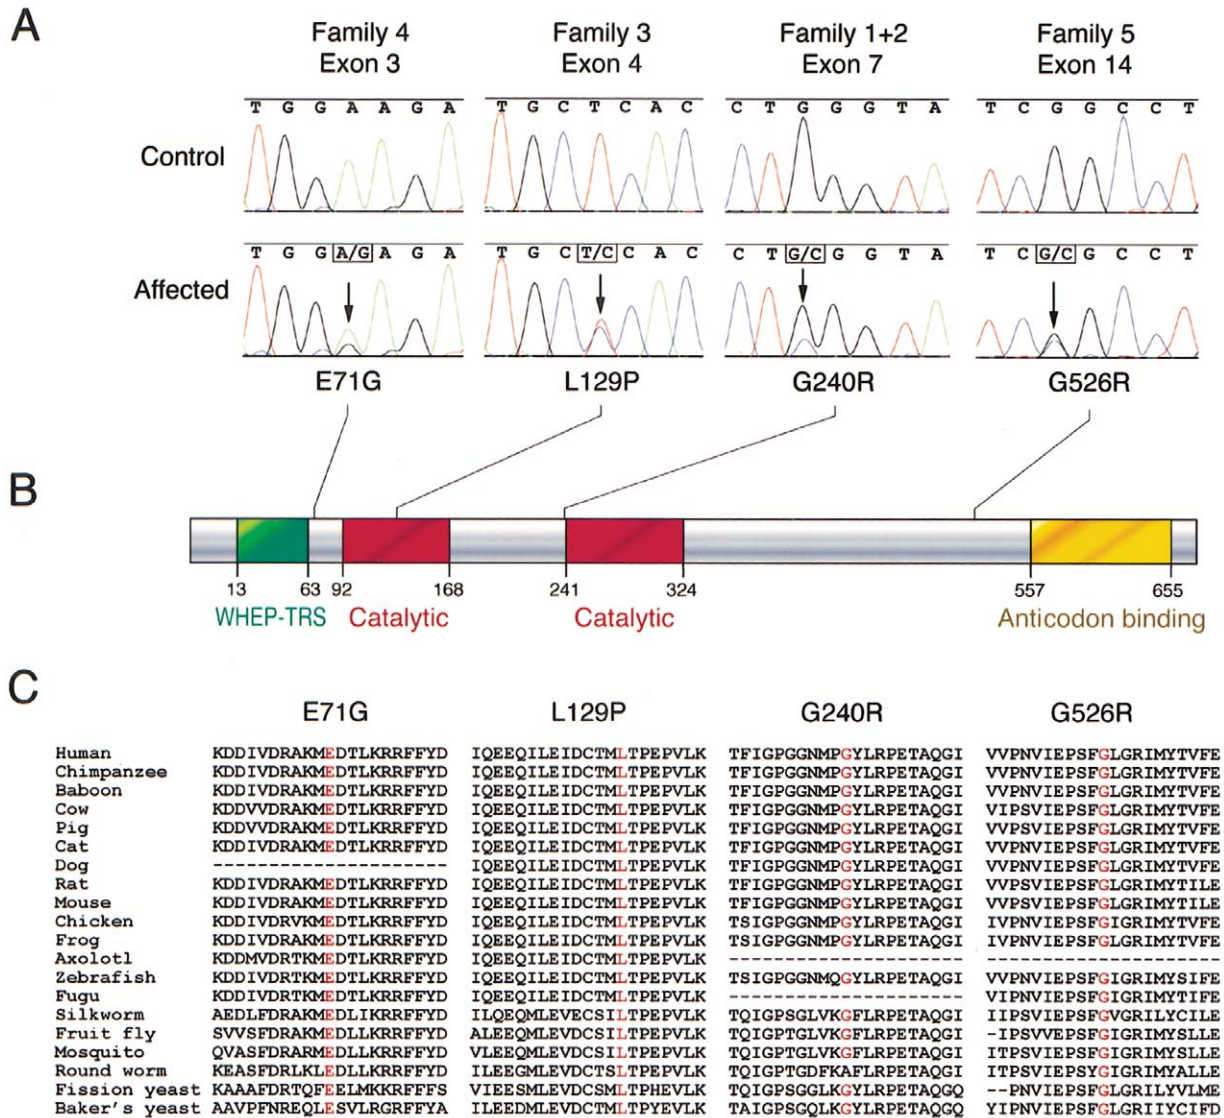 A
Family 4 Family 3 Family 1+2 Family 5
Exon 3 Exon 4 Exon 7 Exon 14
T G G A A G A T G C T C A C C T G G G T A T C G G C C T
Control
T G G A/G A G A T G C T/C C A C C T G/C G G T A T C G/C G C C T
Affected
E71G L129P G240R G526R
B
13 63 92 168 241 324 557 655
WHEP-TRS Catalytic Catalytic Anticodon binding
C
E71G L129P G240R G526R
Human KDDIVDRAKMEDTLKRRFFYD IQEEQILEIDCTMLTPEPVLK TFIGPGGNMPGYLRPETAQGI VVPNVIEPSFGLGRIMYTVFE
Chimpanzee KDDIVDRAKMEDTLKRRFFYD IQEEQILEIDCTMLTPEPVLK TFIGPGGNMPGYLRPETAQGI VVPNVIEPSFGLGRIMYTVFE
Baboon KDDIVDRAKMEDTLKRRFFYD IQEEQILEIDCTMLTPEPVLK TFIGPGGNMPGYLRPETAQGI VVPNVIEPSFGLGRIMYTVFE
Cow KDDVVDRAKMEDTLKRRFFYD IQEEQILEIDCTMLTPEPVLK TFIGPGGNMPGYLRPETAQGI VIPSVIEPSFGLGRIMYTVFE
Pig KDDVVDRAKMEDTLKRRFFYD IQEEQILEIDCTMLTPEPVLK TFIGPGGNMPGYLRPETAQGI VVPSVIEPSFGLGRIMYTVFE
Cat KDDIVDRAKMEDTLKRRFFYD IQEEQILEIDCTMLTPEPVLK TFIGPGGNMPGYLRPETAQGI VVPNVIEPSFGLGRIMYTVFE
Dog --------------------- IQEEQILEIDCTMLTPEPVLK TFIGPGGNMPGYLRPETAQGI VVPNVIEPSFGLGRIMYTVFE
Rat KDDIVDRAKMEDTLKRRFFYD IQEEQILEIDCTMLTPEPVLK TFIGPGGNMPGYLRPETAQGI VVPSVIEPSFGLGRIMYTILE
Mouse KDDIVDRAKMEDTLKRRFFYD IQEEQILEIDCTMLTPEPVLK TFIGPGGNMPGYLRPETAQGI VVPSVIEPSFGLGRIMYTILE
Chicken KDDIVDRVKMEDTLKRRFFYD IQEEQILEIDCTMLTPEPVLK TSIGPGGNMPGYLRPETAQGI IVPNVIEPSFGLGRIMYTVFE
Frog KDDIVDRAKMEDTLKRRFFYD IQEEQILEIDCTMLTPEPVLK TSIGPGGNMPGYLRPETAQGI VVPNVIEPSFGLGRIMYTVFE
Axolotl KDDMVDRTKMEDTLKRRFFYD IQEEQILEIDCTMLTPEPVLK --------------------- ---------------------
Zebrafish KDDIVDRAKMEDTLKRRFFYD IQEEQILEIDCTMLTPEPVLK TSIGPGGNMQGYLRPETAQGI VVPNVIEPSFGIGRIMYSIFE
Fugu KDDIVDRTKMEDTLKRRFFYD IQEEQILEIDCTMLTPEPVLK --------------------- VIPNVIEPSFGIGRIMYTIFE
Silkworm AEDLFDRAKMEDLIKRRFFYD ILQEQMLEVECSILTPEPVLK TQIGPSGLVKGFLRPETAQGI IIPSVIEPSFGVGRILYCILE
Fruit fly SVVSFDRAKMEDLLKRRFFYD ALEEQMLEVDCSILTPEPVLK TQIGPTGLVKGFLRPETAQGI -IPSVVEPSFGIGRIMYSLLE
Mosquito QVASFDRARMEDLLKRRFFYD VLEEQMLEVDCSILTPEPVLK TQIGPTGLVKGFLRPETAQGI ITPSVIEPSFGIGRIMYSLLE
Round worm KEASFDRLKLEDLLKRRFFYD ILEEGMLEVDCTSLTPEPVLK TQIGPTGDFKAFLRPETAQGI ITPSVIEPSYGIGRIMYALLE
Fission yeast KAAAFDRTQFEELMKKRFFFS VIEESMLEVDCSMLTPHEVLK TQIGPSGGLKGYLRPETAQGQ --PNVIEPSFGLGRILYVLME
Baker's yeast AAVPFNREQLESVLRGRFFYA ILEEDMLEVDCTMLTPYEVLK TAIGPSGQLKGYLRPETAQGQ YIPNVIEPSFGLGRIIYCIFD